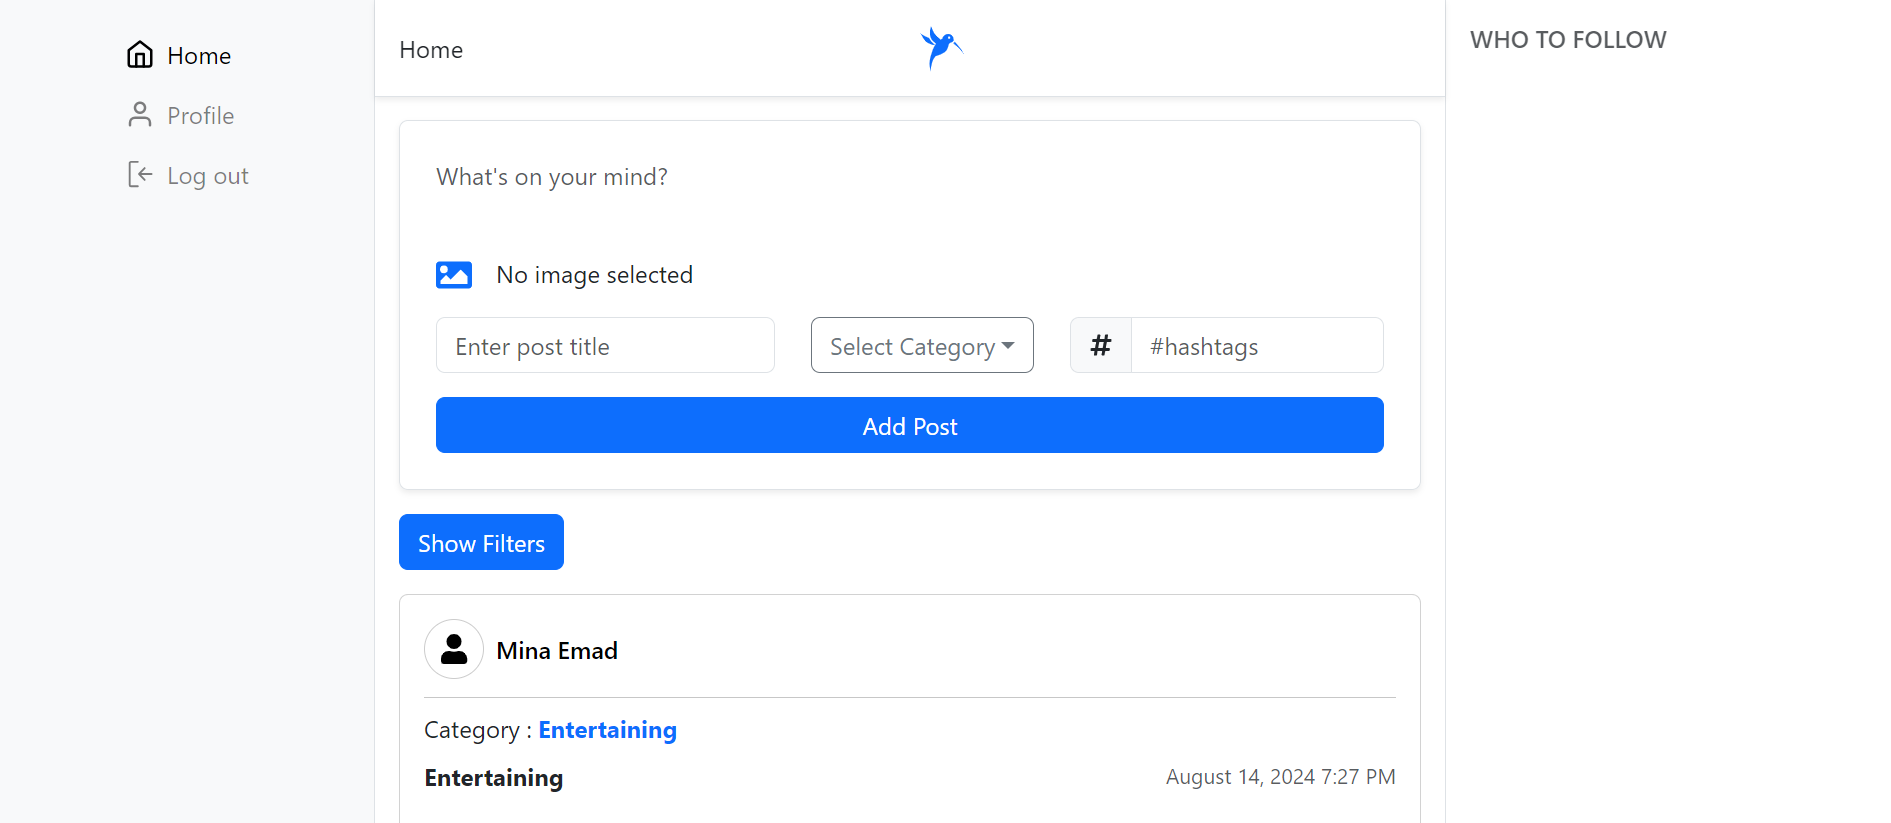 Home
Profile
Log out
Home
What's on your mind?
No image selected
Enter post title
Select Category
# #hashtags
Add Post
Show Filters
Mina Emad
Category : Entertaining
Entertaining
August 14, 2024 7:27 PM
WHO TO FOLLOW